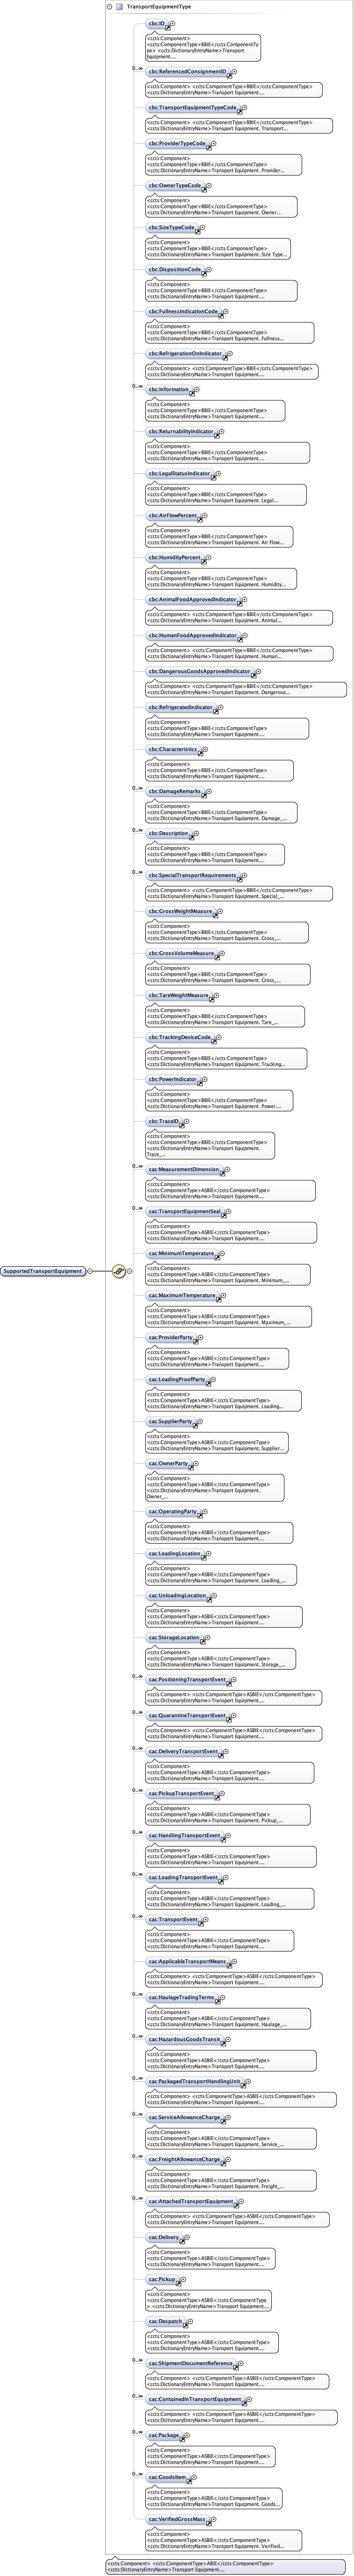 TransportEquipmentType
cbc:ID
<ccts:Component>
<ccts:ComponentType>BBIE</ccts:ComponentTy
pe> <ccts:DictionaryEntryName>Transport
Equipment....
0..∞
cbc:ReferencedConsignmentID
<ccts:Component> <ccts:ComponentType>BBIE</ccts:ComponentType>
<ccts:DictionaryEntryName>Transport Equipment....
cbc:TransportEquipmentTypeCode
<ccts:Component> <ccts:ComponentType>BBIE</ccts:ComponentType>
<ccts:DictionaryEntryName>Transport Equipment. Transport...
cbc:ProviderTypeCode
<ccts:Component>
<ccts:ComponentType>BBIE</ccts:ComponentType>
<ccts:DictionaryEntryName>Transport Equipment. Provider...
cbc:OwnerTypeCode
<ccts:Component>
<ccts:ComponentType>BBIE</ccts:ComponentType>
<ccts:DictionaryEntryName>Transport Equipment. Owner...
cbc:SizeTypeCode
<ccts:Component>
<ccts:ComponentType>BBIE</ccts:ComponentType>
<ccts:DictionaryEntryName>Transport Equipment. Size Type...
cbc:DispositionCode
<ccts:Component>
<ccts:ComponentType>BBIE</ccts:ComponentType>
<ccts:DictionaryEntryName>Transport Equipment....
cbc:FullnessIndicationCode
<ccts:Component>
<ccts:ComponentType>BBIE</ccts:ComponentType>
<ccts:DictionaryEntryName>Transport Equipment. Fullness...
cbc:RefrigerationOnIndicator
<ccts:Component> <ccts:ComponentType>BBIE</ccts:ComponentType>
<ccts:DictionaryEntryName>Transport Equipment....
0..∞
cbc:Information
<ccts:Component>
<ccts:ComponentType>BBIE</ccts:ComponentType>
<ccts:DictionaryEntryName>Transport Equipment....
cbc:ReturnabilityIndicator
<ccts:Component>
<ccts:ComponentType>BBIE</ccts:ComponentType>
<ccts:DictionaryEntryName>Transport Equipment....
cbc:LegalStatusIndicator
<ccts:Component>
<ccts:ComponentType>BBIE</ccts:ComponentType>
<ccts:DictionaryEntryName>Transport Equipment. Legal...
cbc:AirFlowPercent
<ccts:Component>
<ccts:ComponentType>BBIE</ccts:ComponentType>
<ccts:DictionaryEntryName>Transport Equipment. Air Flow...
cbc:HumidityPercent
<ccts:Component>
<ccts:ComponentType>BBIE</ccts:ComponentType>
<ccts:DictionaryEntryName>Transport Equipment. Humidity...
cbc:AnimalFoodApprovedIndicator
<ccts:Component> <ccts:ComponentType>BBIE</ccts:ComponentType>
<ccts:DictionaryEntryName>Transport Equipment. Animal...
cbc:HumanFoodApprovedIndicator
<ccts:Component> <ccts:ComponentType>BBIE</ccts:ComponentType>
<ccts:DictionaryEntryName>Transport Equipment. Human...
cbc:DangerousGoodsApprovedIndicator
<ccts:Component> <ccts:ComponentType>BBIE</ccts:ComponentType>
<ccts:DictionaryEntryName>Transport Equipment. Dangerous...
cbc:RefrigeratedIndicator
<ccts:Component>
<ccts:ComponentType>BBIE</ccts:ComponentType>
<ccts:DictionaryEntryName>Transport Equipment....
cbc:Characteristics
<ccts:Component>
<ccts:ComponentType>BBIE</ccts:ComponentType>
<ccts:DictionaryEntryName>Transport Equipment....
0..∞
cbc:DamageRemarks
<ccts:Component>
<ccts:ComponentType>BBIE</ccts:ComponentType>
<ccts:DictionaryEntryName>Transport Equipment. Damage_...
0..∞
cbc:Description
<ccts:Component>
<ccts:ComponentType>BBIE</ccts:ComponentType>
<ccts:DictionaryEntryName>Transport Equipment....
0..∞
cbc:SpecialTransportRequirements
<ccts:Component> <ccts:ComponentType>BBIE</ccts:ComponentType>
<ccts:DictionaryEntryName>Transport Equipment. Special_...
cbc:GrossWeightMeasure
<ccts:Component>
<ccts:ComponentType>BBIE</ccts:ComponentType>
<ccts:DictionaryEntryName>Transport Equipment. Gross_...
cbc:GrossVolumeMeasure
<ccts:Component>
<ccts:ComponentType>BBIE</ccts:ComponentType>
<ccts:DictionaryEntryName>Transport Equipment. Gross_...
cbc:TareWeightMeasure
<ccts:Component>
<ccts:ComponentType>BBIE</ccts:ComponentType>
<ccts:DictionaryEntryName>Transport Equipment. Tare_...
cbc:TrackingDeviceCode
<ccts:Component>
<ccts:ComponentType>BBIE</ccts:ComponentType>
<ccts:DictionaryEntryName>Transport Equipment. Tracking...
cbc:PowerIndicator
<ccts:Component>
<ccts:ComponentType>BBIE</ccts:ComponentType>
<ccts:DictionaryEntryName>Transport Equipment. Power....
cbc:TraceID
<ccts:Component>
<ccts:ComponentType>BBIE</ccts:ComponentType>
<ccts:DictionaryEntryName>Transport Equipment.
Trace_...
0..∞
cac:MeasurementDimension
<ccts:Component>
<ccts:ComponentType>ASBIE</ccts:ComponentType>
<ccts:DictionaryEntryName>Transport Equipment....
0..∞
cac:TransportEquipmentSeal
<ccts:Component>
<ccts:ComponentType>ASBIE</ccts:ComponentType>
<ccts:DictionaryEntryName>Transport Equipment....
cac:MinimumTemperature
<ccts:Component>
<ccts:ComponentType>ASBIE</ccts:ComponentType>
<ccts:DictionaryEntryName>Transport Equipment. Minimum_...
SupportedTransportEquipment
cac:MaximumTemperature
<ccts:Component>
<ccts:ComponentType>ASBIE</ccts:ComponentType>
<ccts:DictionaryEntryName>Transport Equipment. Maximum_...
cac:ProviderParty
<ccts:Component>
<ccts:ComponentType>ASBIE</ccts:ComponentType>
<ccts:DictionaryEntryName>Transport Equipment....
cac:LoadingProofParty
<ccts:Component>
<ccts:ComponentType>ASBIE</ccts:ComponentType>
<ccts:DictionaryEntryName>Transport Equipment. Loading...
cac:SupplierParty
<ccts:Component>
<ccts:ComponentType>ASBIE</ccts:ComponentType>
<ccts:DictionaryEntryName>Transport Equipment. Supplier...
cac:OwnerParty
<ccts:Component>
<ccts:ComponentType>ASBIE</ccts:ComponentType>
<ccts:DictionaryEntryName>Transport Equipment.
Owner_...
cac:OperatingParty
<ccts:Component>
<ccts:ComponentType>ASBIE</ccts:ComponentType>
<ccts:DictionaryEntryName>Transport Equipment....
cac:LoadingLocation
<ccts:Component>
<ccts:ComponentType>ASBIE</ccts:ComponentType>
<ccts:DictionaryEntryName>Transport Equipment. Loading_...
cac:UnloadingLocation
<ccts:Component>
<ccts:ComponentType>ASBIE</ccts:ComponentType>
<ccts:DictionaryEntryName>Transport Equipment....
cac:StorageLocation
<ccts:Component>
<ccts:ComponentType>ASBIE</ccts:ComponentType>
<ccts:DictionaryEntryName>Transport Equipment. Storage_...
0..∞
cac:PositioningTransportEvent
<ccts:Component> <ccts:ComponentType>ASBIE</ccts:ComponentType>
<ccts:DictionaryEntryName>Transport Equipment....
0..∞
cac:QuarantineTransportEvent
<ccts:Component> <ccts:ComponentType>ASBIE</ccts:ComponentType>
<ccts:DictionaryEntryName>Transport Equipment....
0..∞
cac:DeliveryTransportEvent
<ccts:Component>
<ccts:ComponentType>ASBIE</ccts:ComponentType>
<ccts:DictionaryEntryName>Transport Equipment....
0..∞
cac:PickupTransportEvent
<ccts:Component>
<ccts:ComponentType>ASBIE</ccts:ComponentType>
<ccts:DictionaryEntryName>Transport Equipment. Pickup_...
0..∞
cac:HandlingTransportEvent
<ccts:Component>
<ccts:ComponentType>ASBIE</ccts:ComponentType>
<ccts:DictionaryEntryName>Transport Equipment....
0..∞
cac:LoadingTransportEvent
<ccts:Component>
<ccts:ComponentType>ASBIE</ccts:ComponentType>
<ccts:DictionaryEntryName>Transport Equipment. Loading_...
0..∞
cac:TransportEvent
<ccts:Component>
<ccts:ComponentType>ASBIE</ccts:ComponentType>
<ccts:DictionaryEntryName>Transport Equipment....
cac:ApplicableTransportMeans
<ccts:Component> <ccts:ComponentType>ASBIE</ccts:ComponentType>
<ccts:DictionaryEntryName>Transport Equipment....
0..∞
cac:HaulageTradingTerms
<ccts:Component>
<ccts:ComponentType>ASBIE</ccts:ComponentType>
<ccts:DictionaryEntryName>Transport Equipment. Haulage_...
0..∞
cac:HazardousGoodsTransit
<ccts:Component>
<ccts:ComponentType>ASBIE</ccts:ComponentType>
<ccts:DictionaryEntryName>Transport Equipment....
0..∞
cac:PackagedTransportHandlingUnit
<ccts:Component> <ccts:ComponentType>ASBIE</ccts:ComponentType>
<ccts:DictionaryEntryName>Transport Equipment....
0..∞
cac:ServiceAllowanceCharge
<ccts:Component>
<ccts:ComponentType>ASBIE</ccts:ComponentType>
<ccts:DictionaryEntryName>Transport Equipment. Service_...
0..∞
cac:FreightAllowanceCharge
<ccts:Component>
<ccts:ComponentType>ASBIE</ccts:ComponentType>
<ccts:DictionaryEntryName>Transport Equipment. Freight_...
0..∞
cac:AttachedTransportEquipment
<ccts:Component> <ccts:ComponentType>ASBIE</ccts:ComponentType>
<ccts:DictionaryEntryName>Transport Equipment....
cac:Delivery
<ccts:Component>
<ccts:ComponentType>ASBIE</ccts:ComponentType>
<ccts:DictionaryEntryName>Transport Equipment....
cac:Pickup
<ccts:Component>
<ccts:ComponentType>ASBIE</ccts:ComponentType
> <ccts:DictionaryEntryName>Transport Equipment....
cac:Despatch
<ccts:Component>
<ccts:ComponentType>ASBIE</ccts:ComponentType>
<ccts:DictionaryEntryName>Transport Equipment....
0..∞
cac:ShipmentDocumentReference
<ccts:Component> <ccts:ComponentType>ASBIE</ccts:ComponentType>
<ccts:DictionaryEntryName>Transport Equipment....
0..∞
cac:ContainedInTransportEquipment
<ccts:Component> <ccts:ComponentType>ASBIE</ccts:ComponentType>
<ccts:DictionaryEntryName>Transport Equipment....
0..∞
cac:Package
<ccts:Component>
<ccts:ComponentType>ASBIE</ccts:ComponentType>
<ccts:DictionaryEntryName>Transport Equipment....
0..∞
cac:GoodsItem
<ccts:Component>
<ccts:ComponentType>ASBIE</ccts:ComponentType>
<ccts:DictionaryEntryName>Transport Equipment. Goods...
cac:VerifiedGrossMass
<ccts:Component>
<ccts:ComponentType>ASBIE</ccts:ComponentType>
<ccts:DictionaryEntryName>Transport Equipment. Verified...
<ccts:Component> <ccts:ComponentType>ABIE</ccts:ComponentType>
<ccts:DictionaryEntryName>Transport Equipment....